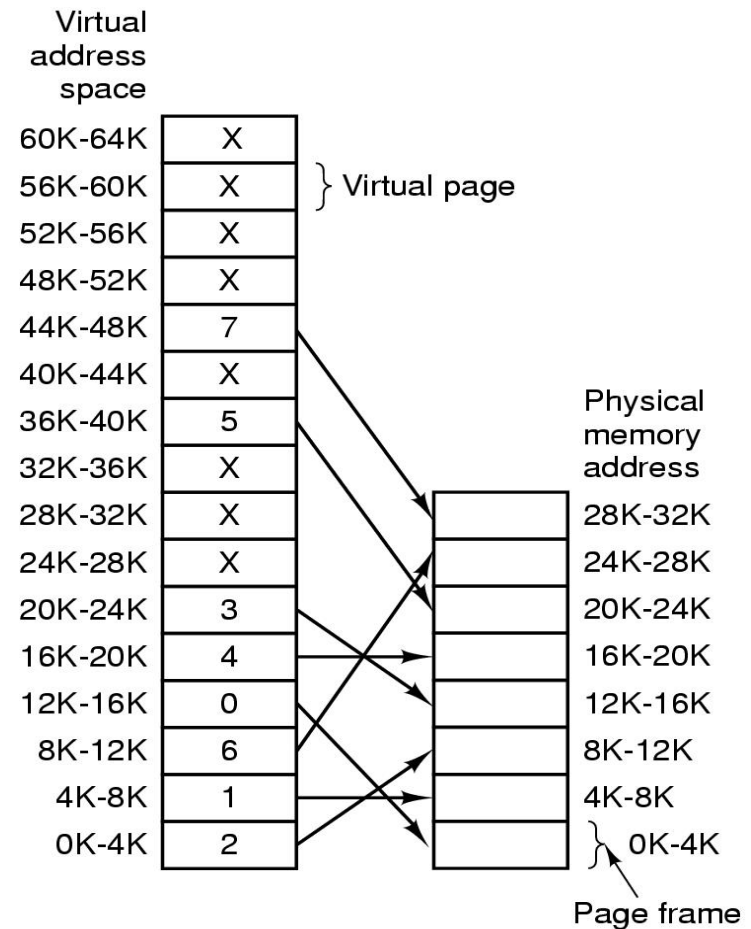 Virtual
address
space
60K-64K X
56K-60K X Virtual page
52K-56K X
48K-52K X
44K-48K 7
40K-44K X
36K-40K 5
32K-36K X
28K-32K X
24K-28K X
20K-24K 3
16K-20K 4
12K-16K 0
8K-12K 6
4K-8K 1
0K-4K 2
Physical
memory
address
28K-32K
24K-28K
20K-24K
16K-20K
12K-16K
8K-12K
4K-8K
0K-4K
Page frame